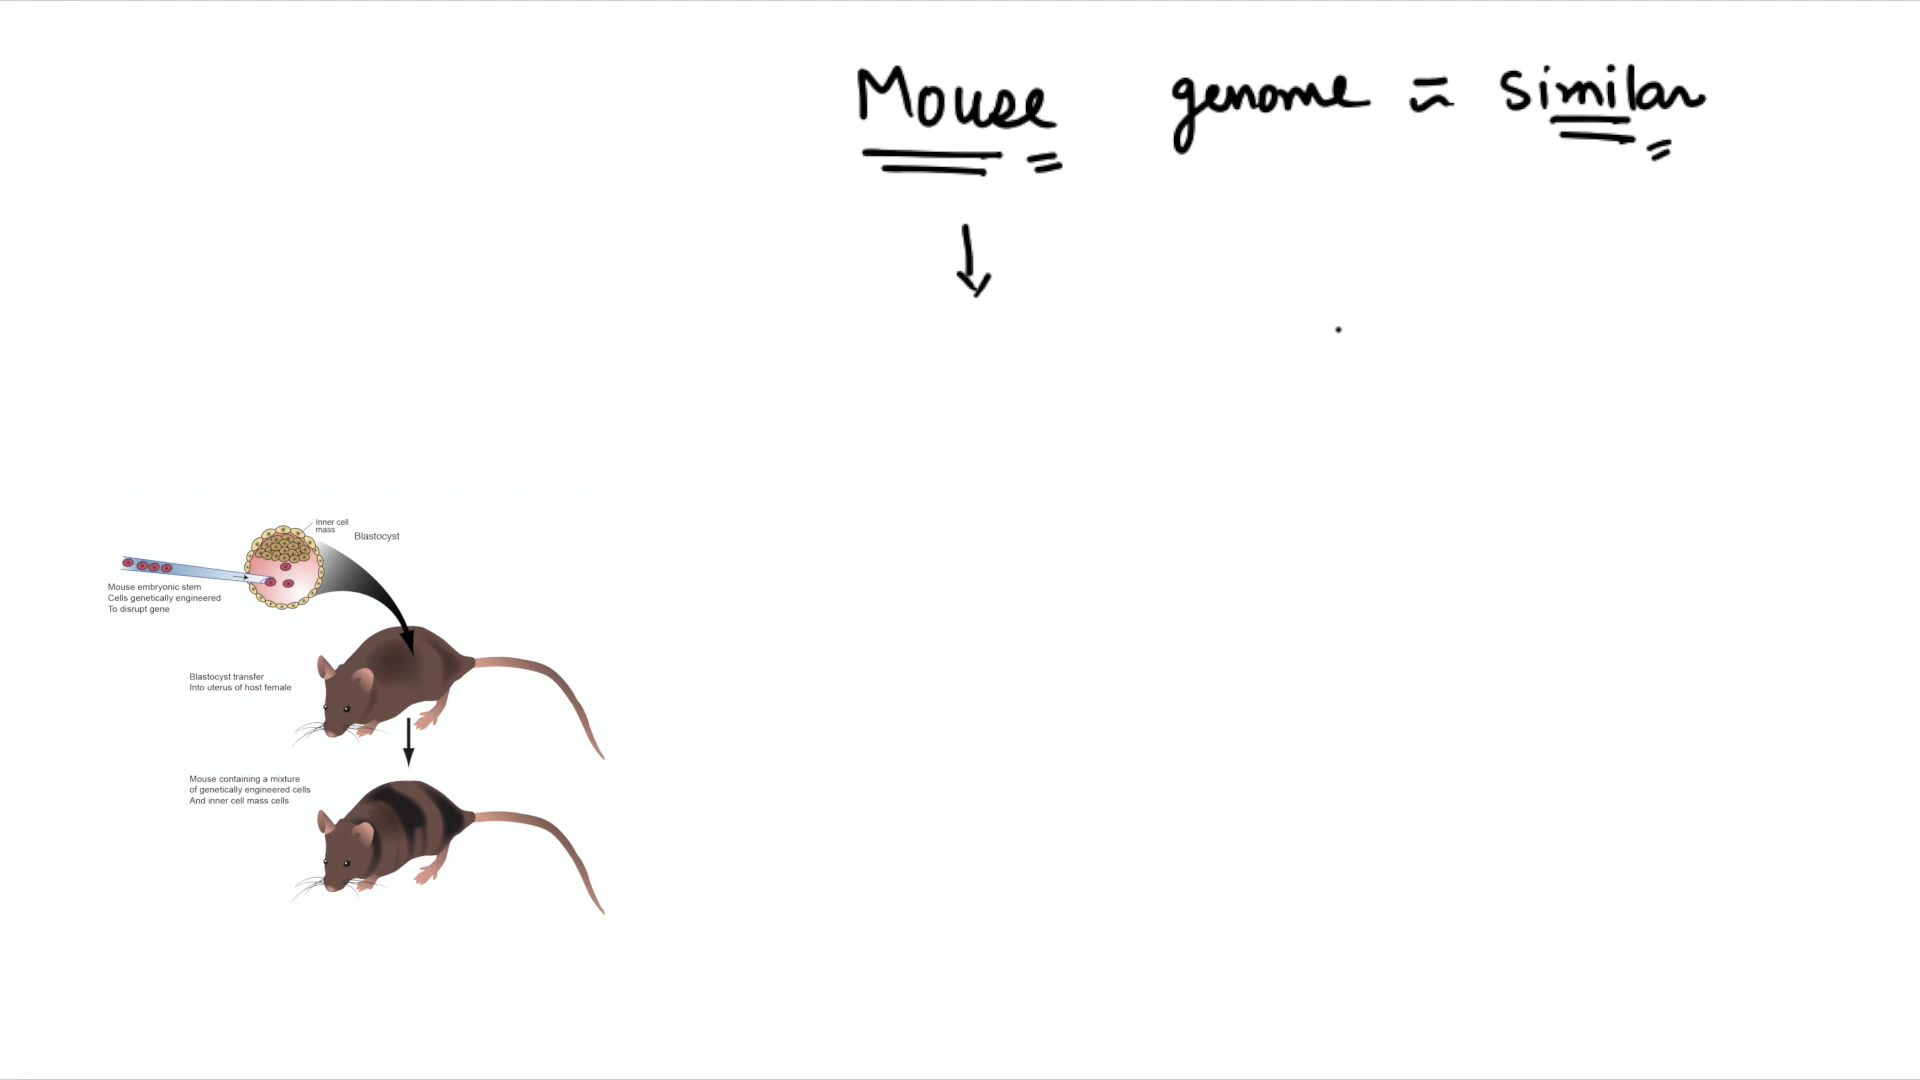 Mouse genome ≈ similar
Inner cell
mass
Blastocyst
Mouse embryonic stem
Cells genetically engineered
To disrupt gene
Blastocyst transfer
Into uterus of host female
Mouse containing a mixture
of genetically engineered cells
And inner cell mass cells